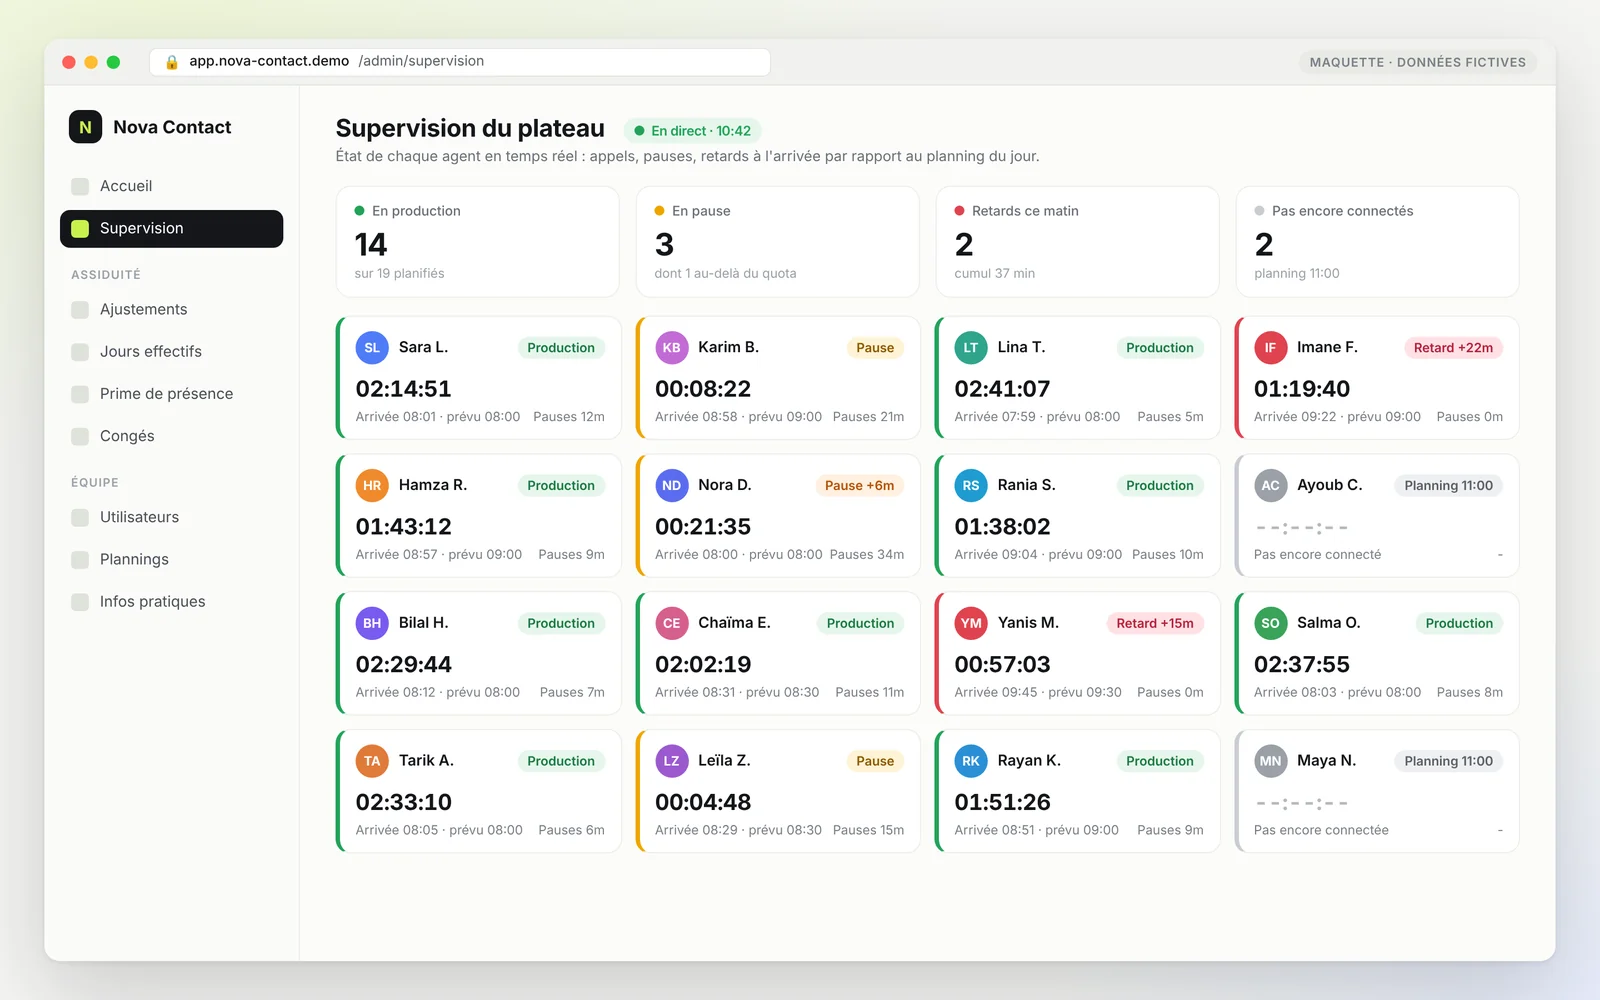 app.nova-contact.demo /admin/supervision
MAQUETTE · DONNÉES FICTIVES
N Nova Contact
Accueil
Supervision
ASSIDUITÉ
Ajustements
Jours effectifs
Prime de présence
Congés
ÉQUIPE
Utilisateurs
Plannings
Infos pratiques
Supervision du plateau En direct · 10:42
État de chaque agent en temps réel : appels, pauses, retards à l'arrivée par rapport au planning du jour.
En production
14
sur 19 planifiés
En pause
3
dont 1 au-delà du quota
Retards ce matin
2
cumul 37 min
Pas encore connectés
2
planning 11:00
SL Sara L. Production
02:14:51
Arrivée 08:01 · prévu 08:00 Pauses 12m
KB Karim B. Pause
00:08:22
Arrivée 08:58 · prévu 09:00 Pauses 21m
LT Lina T. Production
02:41:07
Arrivée 07:59 · prévu 08:00 Pauses 5m
IF Imane F. Retard +22m
01:19:40
Arrivée 09:22 · prévu 09:00 Pauses 0m
HR Hamza R. Production
01:43:12
Arrivée 08:57 · prévu 09:00 Pauses 9m
ND Nora D. Pause +6m
00:21:35
Arrivée 08:00 · prévu 08:00 Pauses 34m
RS Rania S. Production
01:38:02
Arrivée 09:04 · prévu 09:00 Pauses 10m
AC Ayoub C. Planning 11:00
--:--:--
Pas encore connecté -
BH Bilal H. Production
02:29:44
Arrivée 08:12 · prévu 08:00 Pauses 7m
CE Chaïma E. Production
02:02:19
Arrivée 08:31 · prévu 08:30 Pauses 11m
YM Yanis M. Retard +15m
00:57:03
Arrivée 09:45 · prévu 09:30 Pauses 0m
SO Salma O. Production
02:37:55
Arrivée 08:03 · prévu 08:00 Pauses 8m
TA Tarik A. Production
02:33:10
Arrivée 08:05 · prévu 08:00 Pauses 6m
LZ Leïla Z. Pause
00:04:48
Arrivée 08:29 · prévu 08:30 Pauses 15m
RK Rayan K. Production
01:51:26
Arrivée 08:51 · prévu 09:00 Pauses 9m
MN Maya N. Planning 11:00
--:--:--
Pas encore connectée -